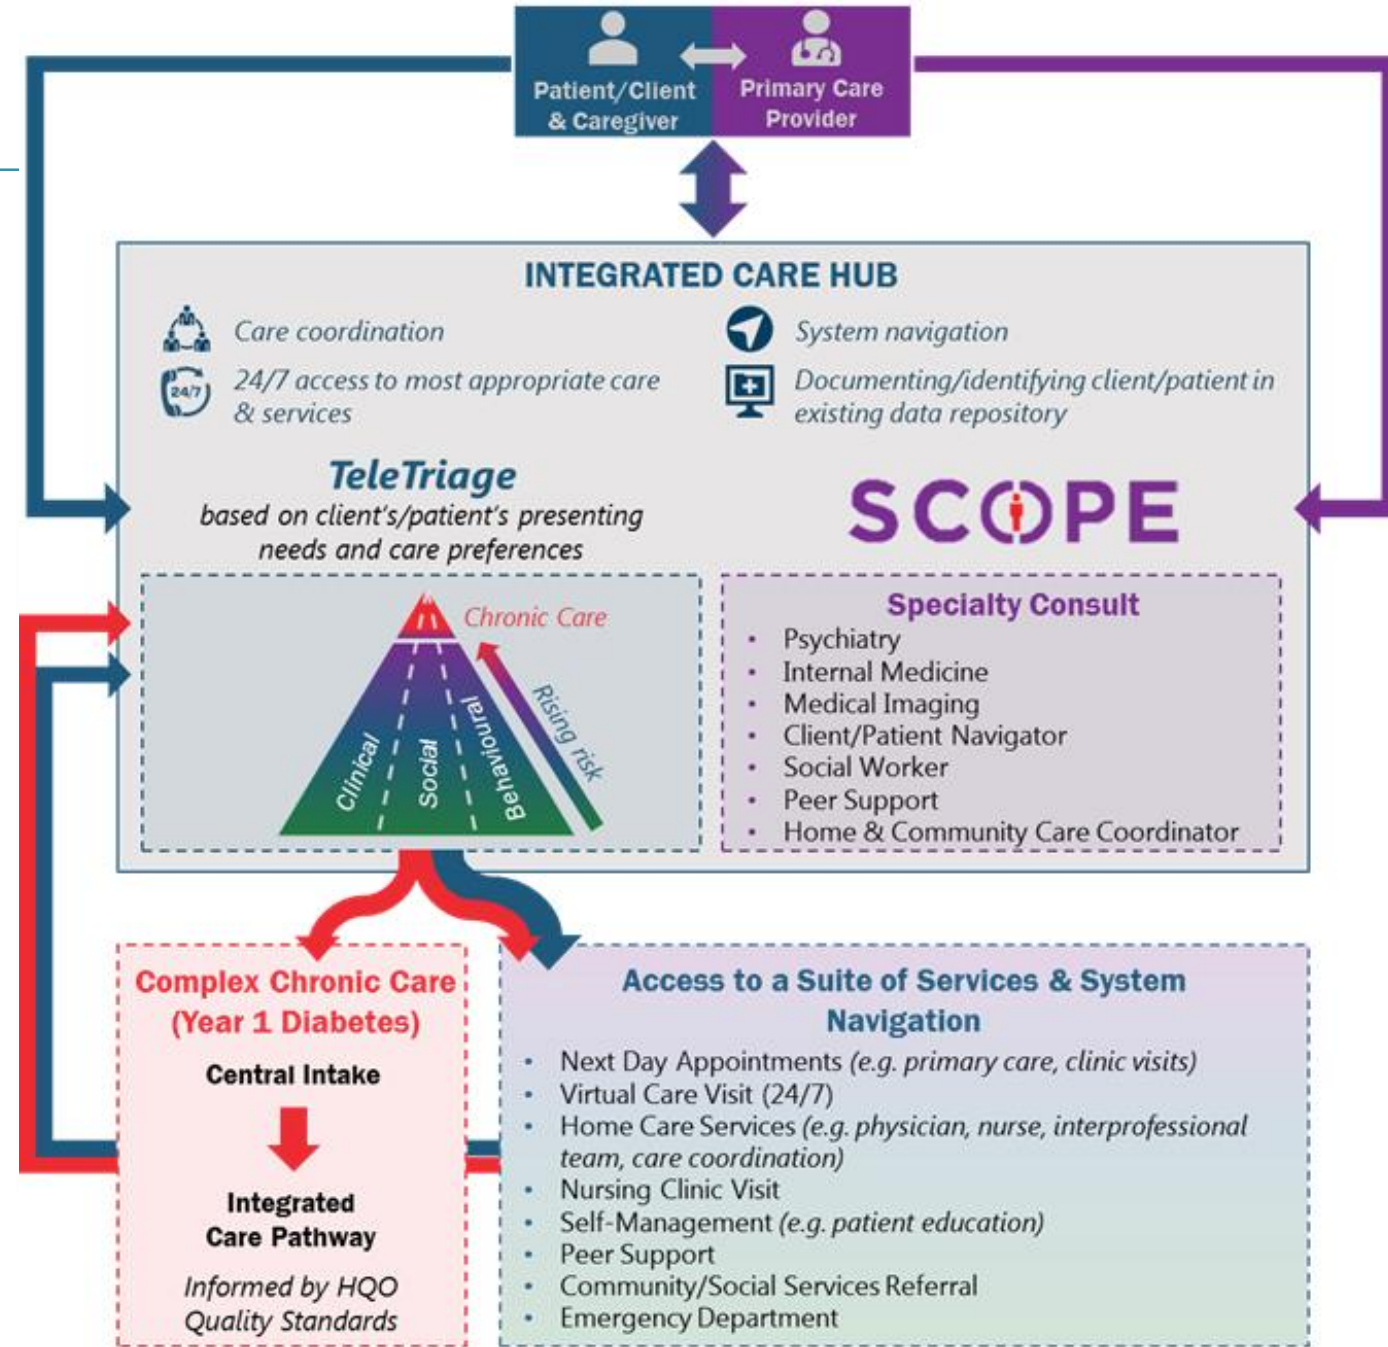 Patient/Client
& Caregiver
Primary Care
Provider
INTEGRATED CARE HUB
Care coordination
System navigation
24/7
24/7 access to most appropriate care
& services
Documenting/identifying client/patient in
existing data repository
TeleTriage
based on client's/patient's presenting
needs and care preferences
SCOPE
Chronic Care
Rising risk
Clinical
Social
Behavioural
Specialty Consult
• Psychiatry
• Internal Medicine
• Medical Imaging
• Client/Patient Navigator
• Social Worker
• Peer Support
• Home & Community Care Coordinator
Complex Chronic Care
(Year 1 Diabetes)
Central Intake
Integrated
Care Pathway
Informed by HQO
Quality Standards
Access to a Suite of Services & System
Navigation
• Next Day Appointments (e.g. primary care, clinic visits)
• Virtual Care Visit (24/7)
• Home Care Services (e.g. physician, nurse, interprofessional
team, care coordination)
• Nursing Clinic Visit
• Self-Management (e.g. patient education)
• Peer Support
• Community/Social Services Referral
• Emergency Department